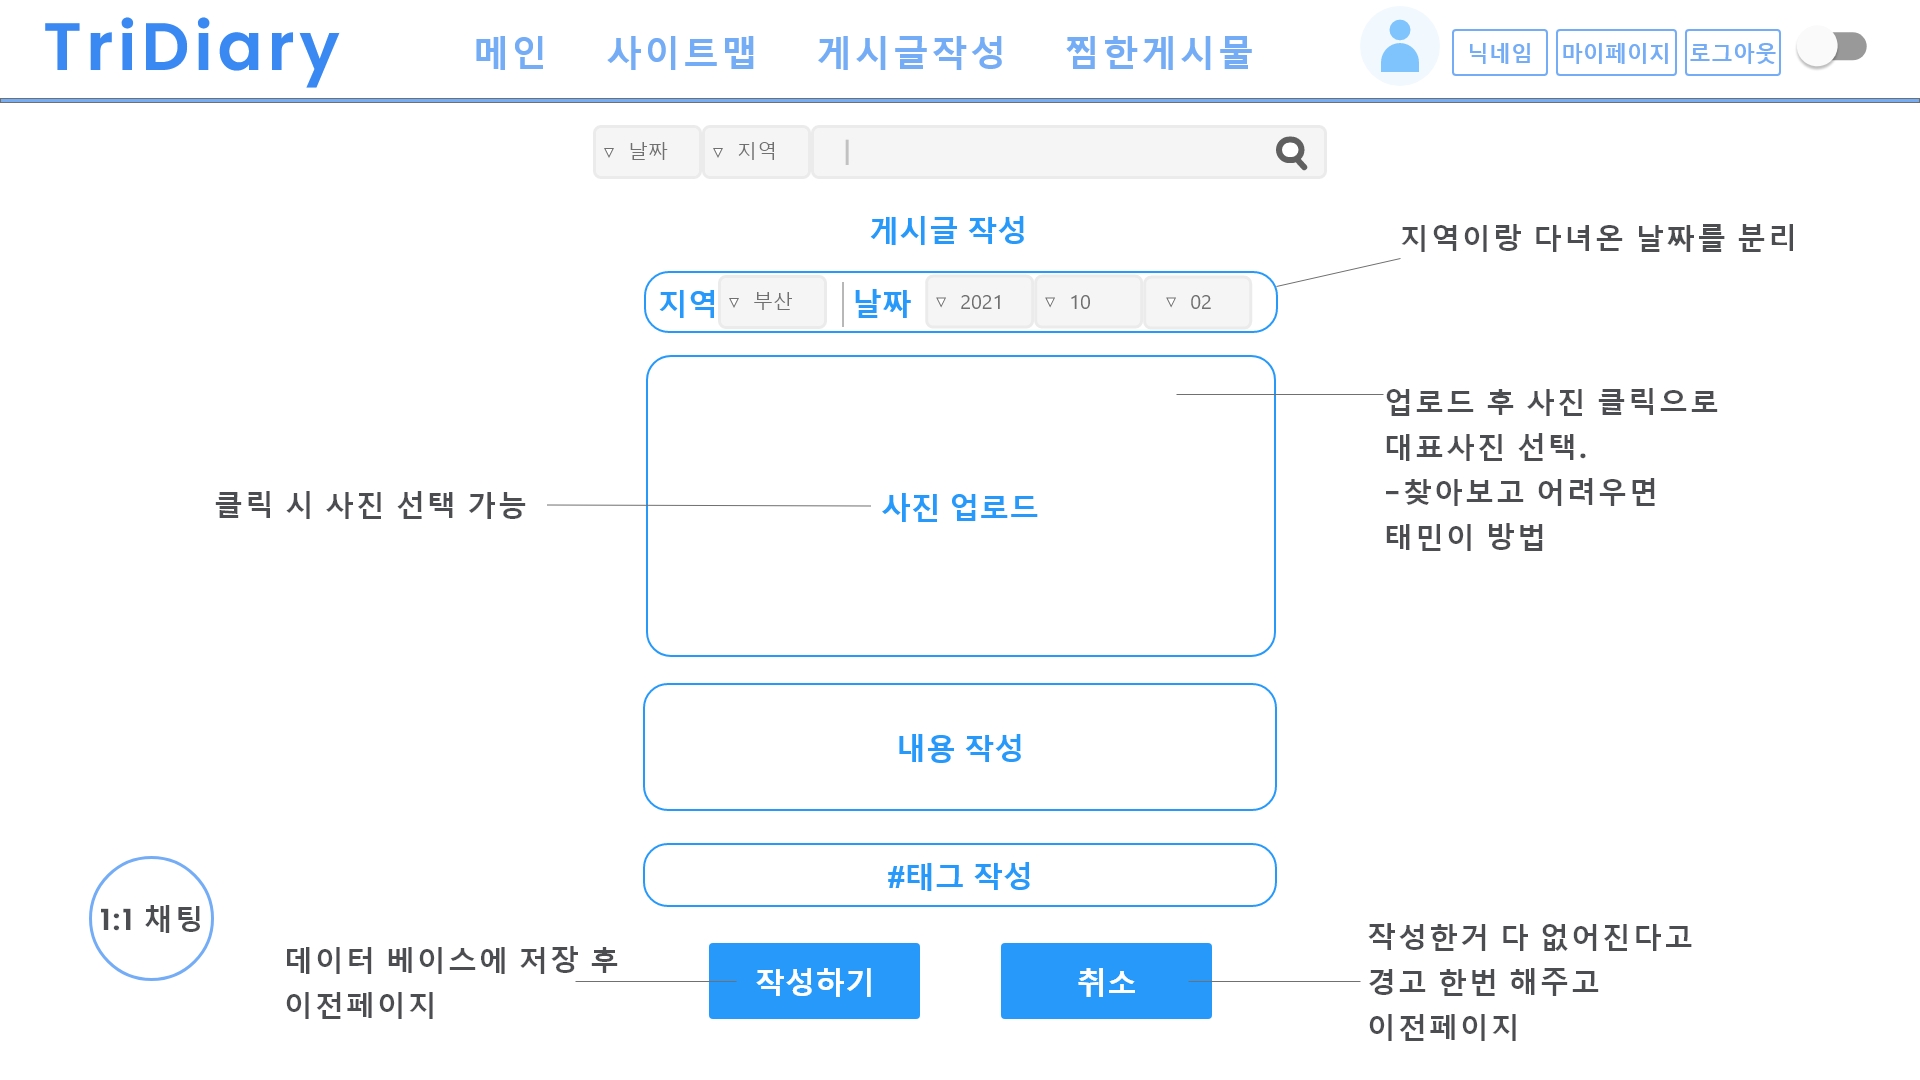 TriDiary
메인 사이트맵 게시글작성 찜한게시물
닉네임 마이페이지 로그아웃
▽ 날짜 ▽ 지역
게시글 작성
지역이랑 다녀온 날짜를 분리
지역 ▽ 부산 날짜 ▽ 2021 ▽ 10 ▽ 02
업로드 후 사진 클릭으로
대표사진 선택.
-찾아보고 어려우면
태민이 방법
클릭 시 사진 선택 가능
사진 업로드
내용 작성
#태그 작성
1:1 채팅
데이터 베이스에 저장 후
이전페이지
작성하기
취소
작성한거 다 없어진다고
경고 한번 해주고
이전페이지